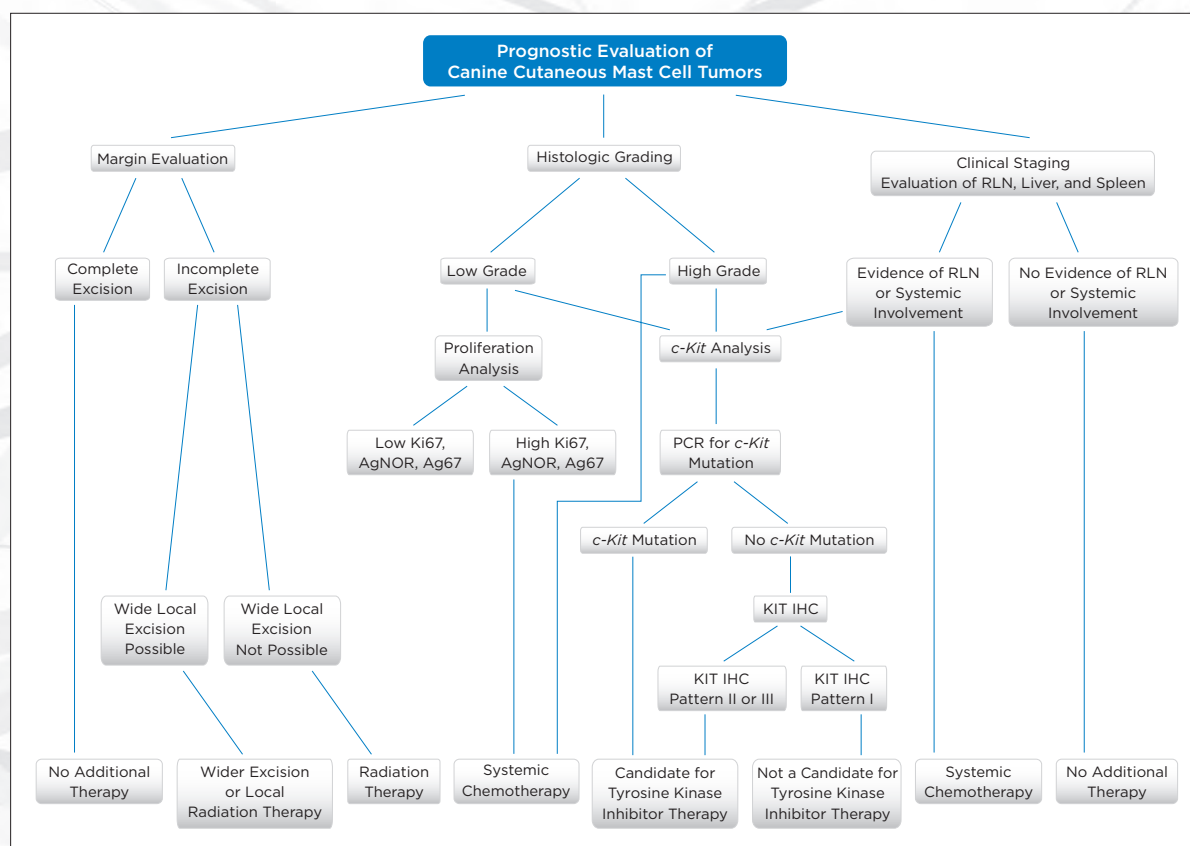 Prognostic Evaluation of
Canine Cutaneous Mast Cell Tumors
Margin Evaluation
Histologic Grading
Clinical Staging
Evaluation of RLN, Liver, and Spleen
Complete
Excision
Incomplete
Excision
Low Grade
High Grade
Evidence of RLN
or Systemic
Involvement
No Evidence of RLN
or Systemic
Involvement
Proliferation
Analysis
c-Kit Analysis
Low Ki67,
AgNOR, Ag67
High Ki67,
AgNOR, Ag67
PCR for c-Kit
Mutation
c-Kit Mutation
No c-Kit Mutation
Wide Local
Excision
Possible
Wide Local
Excision
Not Possible
KIT IHC
KIT IHC
Pattern II or III
KIT IHC
Pattern I
No Additional
Therapy
Wider Excision
or Local
Radiation Therapy
Radiation
Therapy
Systemic
Chemotherapy
Candidate for
Tyrosine Kinase
Inhibitor Therapy
Not a Candidate for
Tyrosine Kinase
Inhibitor Therapy
Systemic
Chemotherapy
No Additional
Therapy